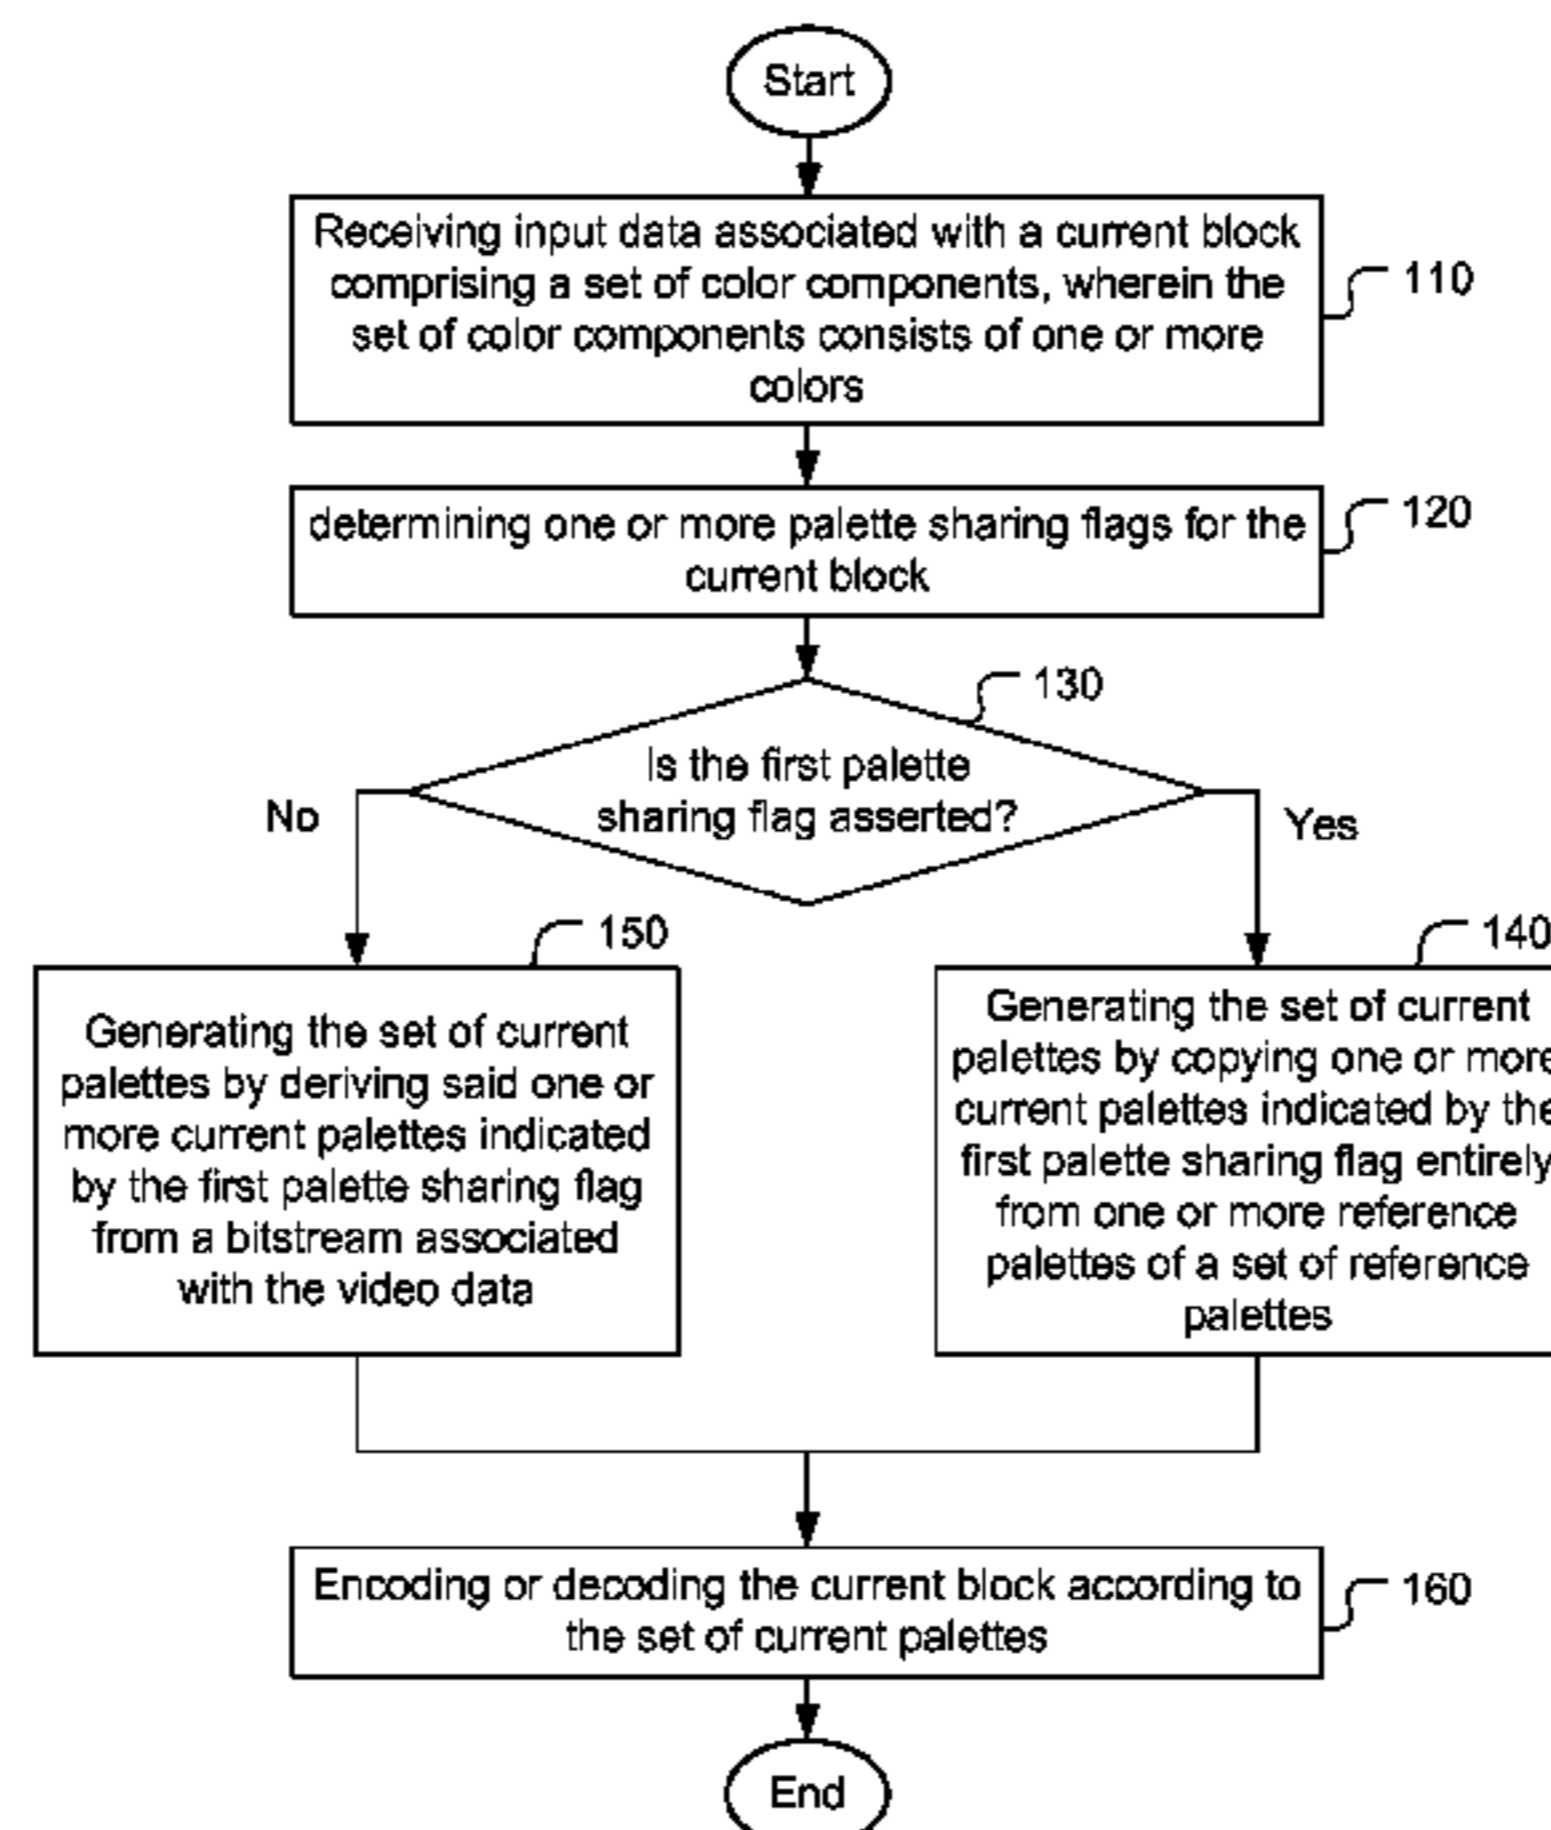 Start
Receiving input data associated with a current block
comprising a set of color components, wherein the
set of color components consists of one or more
colors
110
determining one or more palette sharing flags for the
current block
120
130
Is the first palette
sharing flag asserted?
No
Yes
150
Generating the set of current
palettes by deriving said one or
more current palettes indicated
by the first palette sharing flag
from a bitstream associated
with the video data
140
Generating the set of current
palettes by copying one or more
current palettes indicated by the
first palette sharing flag entirely
from one or more reference
palettes of a set of reference
palettes
Encoding or decoding the current block according to
the set of current palettes
160
End